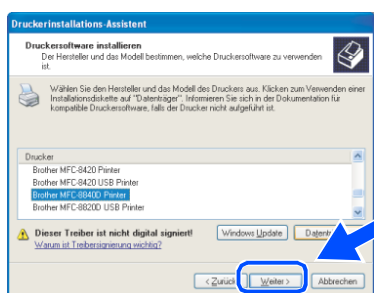 Druckerinstallations-Assistent
Druckersoftware installieren
Der Hersteller und das Modell bestimmen, welche Druckersoftware zu verwenden
ist.
Wählen Sie den Hersteller und das Modell des Druckers aus. Klicken zum Verwenden einer
Installationsdiskette auf "Datenträger". Informieren Sie sich in der Dokumentation für
kompatible Druckersoftware, falls der Drucker nicht aufgeführt ist.
Drucker
Brother MFC-8420 Printer
Brother MFC-8420 USB Printer
Brother MFC-8840D Printer
Brother MFC-8820D USB Printer
Dieser Treiber ist nicht digital signiert!
Windows Update
Datent
Warum ist Treibersignierung wichtig?
< Zurück
Weiter >
Abbrechen